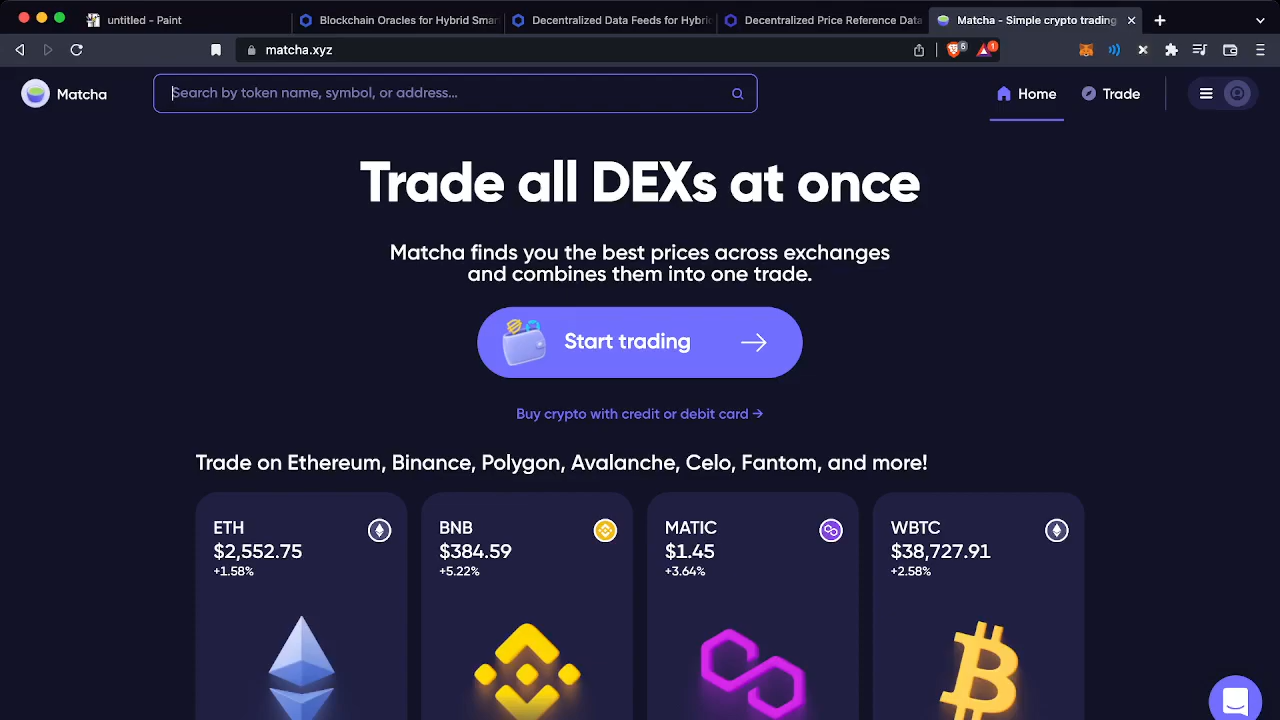 untitled - Paint
Blockchain Oracles for Hybrid Smar
Decentralized Data Feeds for Hybri
Decentralized Price Reference Data
Matcha - Simple crypto trading
matcha.xyz
6
1
Matcha
Search by token name, symbol, or address...
Home
Trade
Trade all DEXs at once
Matcha finds you the best prices across exchanges
and combines them into one trade.
Start trading
Buy crypto with credit or debit card →
Trade on Ethereum, Binance, Polygon, Avalanche, Celo, Fantom, and more!
ETH
$2,552.75
+1.58%
BNB
$384.59
+5.22%
MATIC
$1.45
+3.64%
WBTC
$38,727.91
+2.58%